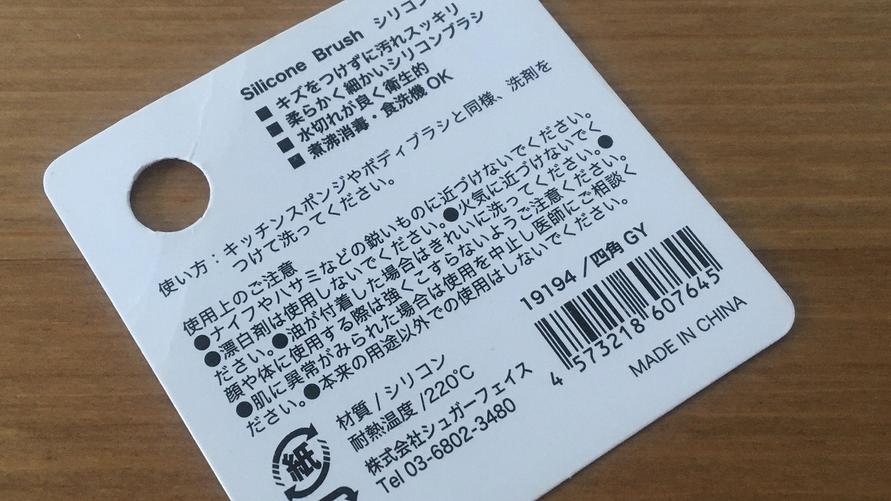 Silicone Brush シリコン
■ キズをつけずに汚れスッキリ
■ 柔らかく細かいシリコンブラシ
■ 水切れが良く衛生的
■ 煮沸消毒・食洗機OK
使い方：キッチンスポンジやボディブラシと同様、洗剤を
つけて洗ってください。
使用上のご注意
●ナイフやハサミなどの鋭いものに近づけないでください。
●漂白剤は使用しないでください。●火気に近づけないでく
ださい。●油が付着した場合はきれいに洗ってください。●
顔や体に使用する際は強くこすらないようご注意ください。
●肌に異常がみられた場合は使用を中止し医師にご相談く
ださい。●本来の用途以外での使用はしないでください。
材質/シリコン
耐熱温度/220℃
株式会社シュガーフェイス
Tel 03-6802-3480
19194/四角GY
4 573218 607645
MADE IN CHINA
紙